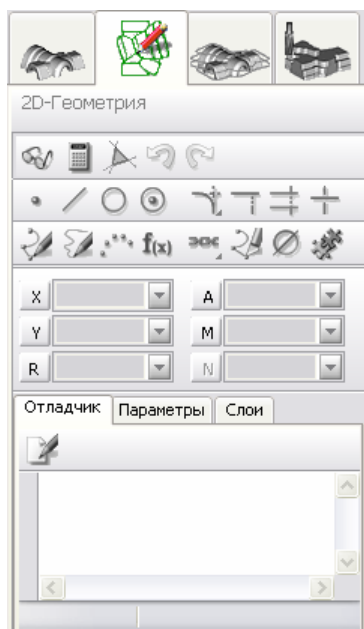 2D-Геометрия
f(x)
X A
Y M
R N
Отладчик Параметры Слои